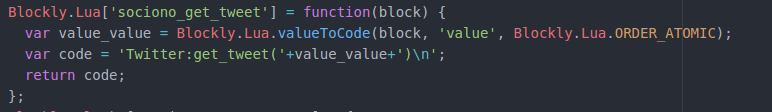 Blockly.Lua['sociono_get_tweet'] = function(block) {
  var value_value = Blockly.Lua.valueToCode(block, 'value', Blockly.Lua.ORDER_ATOMIC);
  var code = 'Twitter:get_tweet('+value_value+')\n';
  return code;
};